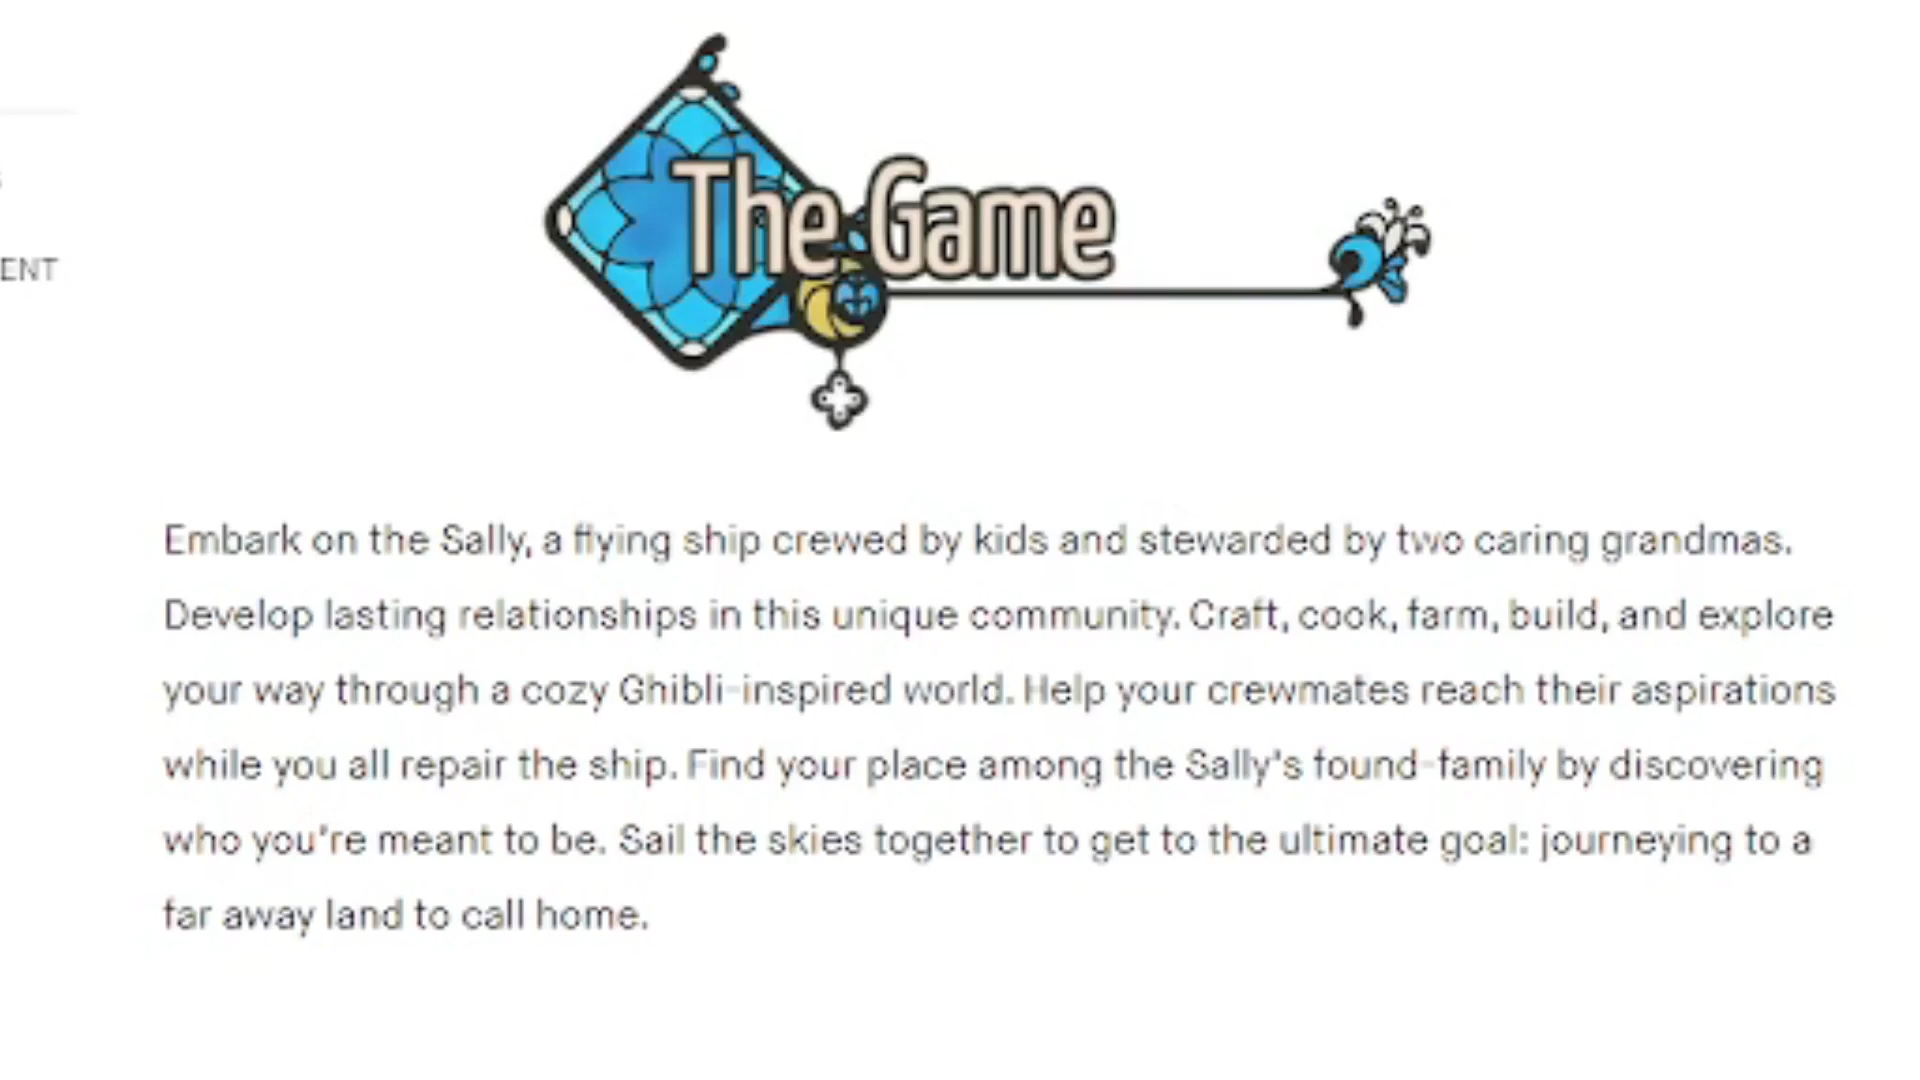 The Game
ENT
Embark on the Sally, a flying ship crewed by kids and stewarded by two caring grandmas.
Develop lasting relationships in this unique community. Craft, cook, farm, build, and explore
your way through a cozy Ghibli-inspired world. Help your crewmates reach their aspirations
while you all repair the ship. Find your place among the Sally's found-family by discovering
who you're meant to be. Sail the skies together to get to the ultimate goal: journeying to a
far away land to call home.